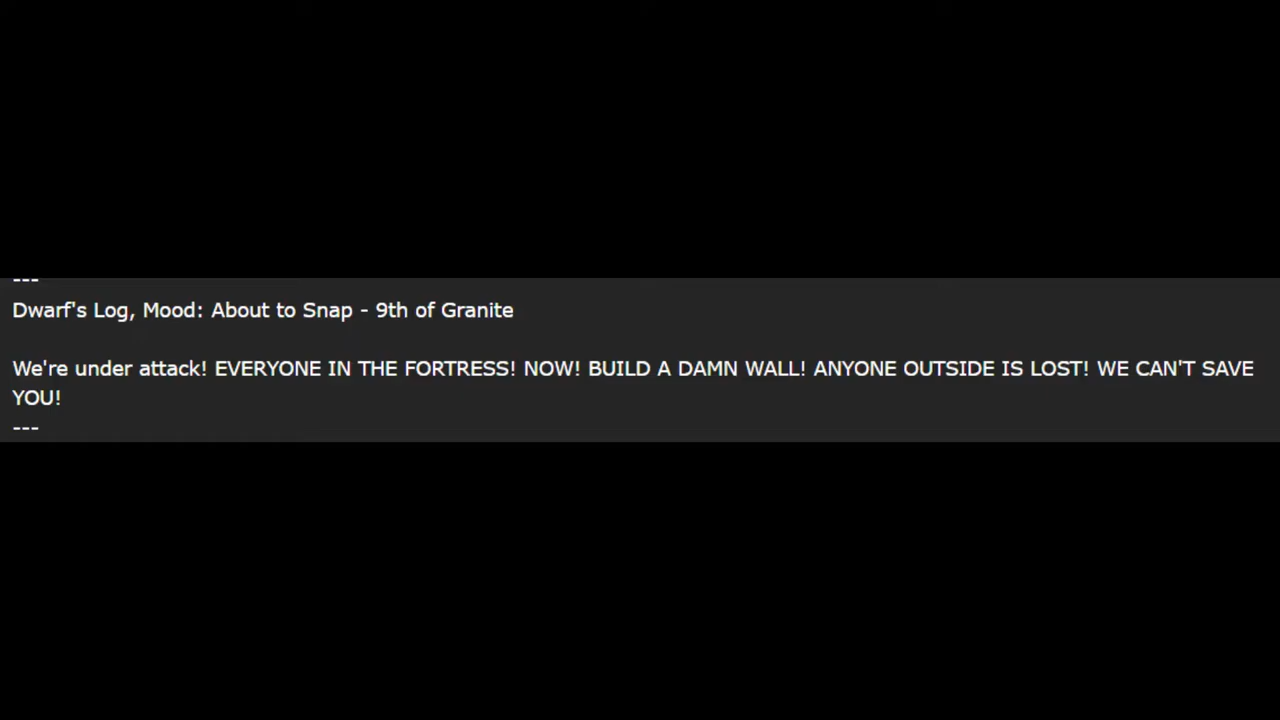 ---
Dwarf's Log, Mood: About to Snap - 9th of Granite
We're under attack! EVERYONE IN THE FORTRESS! NOW! BUILD A DAMN WALL! ANYONE OUTSIDE IS LOST! WE CAN'T SAVE
YOU!
---